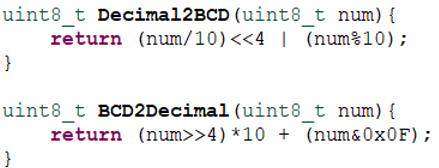 uint8_t Decimal2BCD(uint8_t num){
    return (num/10)<<4 | (num%10);
}

uint8_t BCD2Decimal(uint8_t num){
    return (num>>4)*10 + (num&0x0F);
}